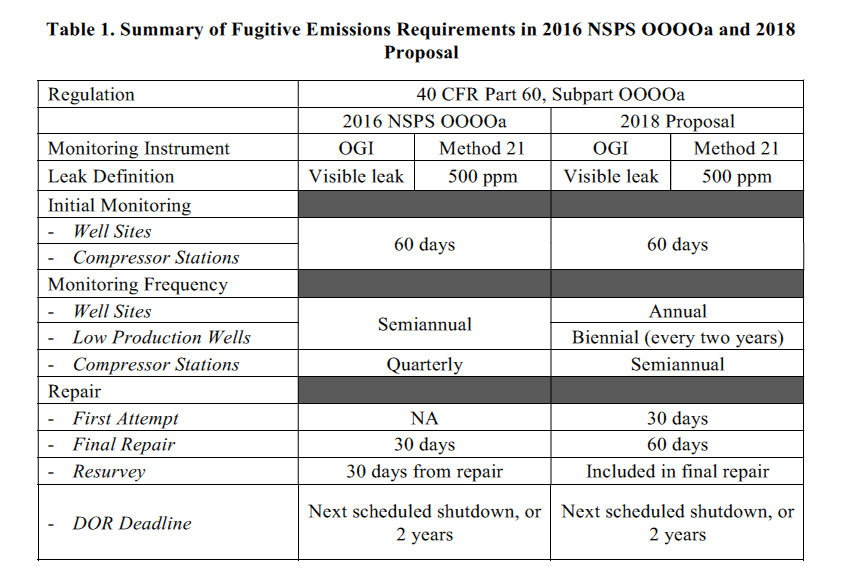 Table 1. Summary of Fugitive Emissions Requirements in 2016 NSPS OOOOa and 2018
Proposal
Regulation 40 CFR Part 60, Subpart OOOOa
2016 NSPS OOOOa 2018 Proposal
Monitoring Instrument OGI Method 21 OGI Method 21
Leak Definition Visible leak 500 ppm Visible leak 500 ppm
Initial Monitoring
- Well Sites
60 days 60 days
- Compressor Stations
Monitoring Frequency
- Well Sites Annual
Semiannual
- Low Production Wells Biennial (every two years)
- Compressor Stations Quarterly Semiannual
Repair
- First Attempt NA 30 days
- Final Repair 30 days 60 days
- Resurvey 30 days from repair Included in final repair
- DOR Deadline Next scheduled shutdown, or Next scheduled shutdown, or
2 years 2 years